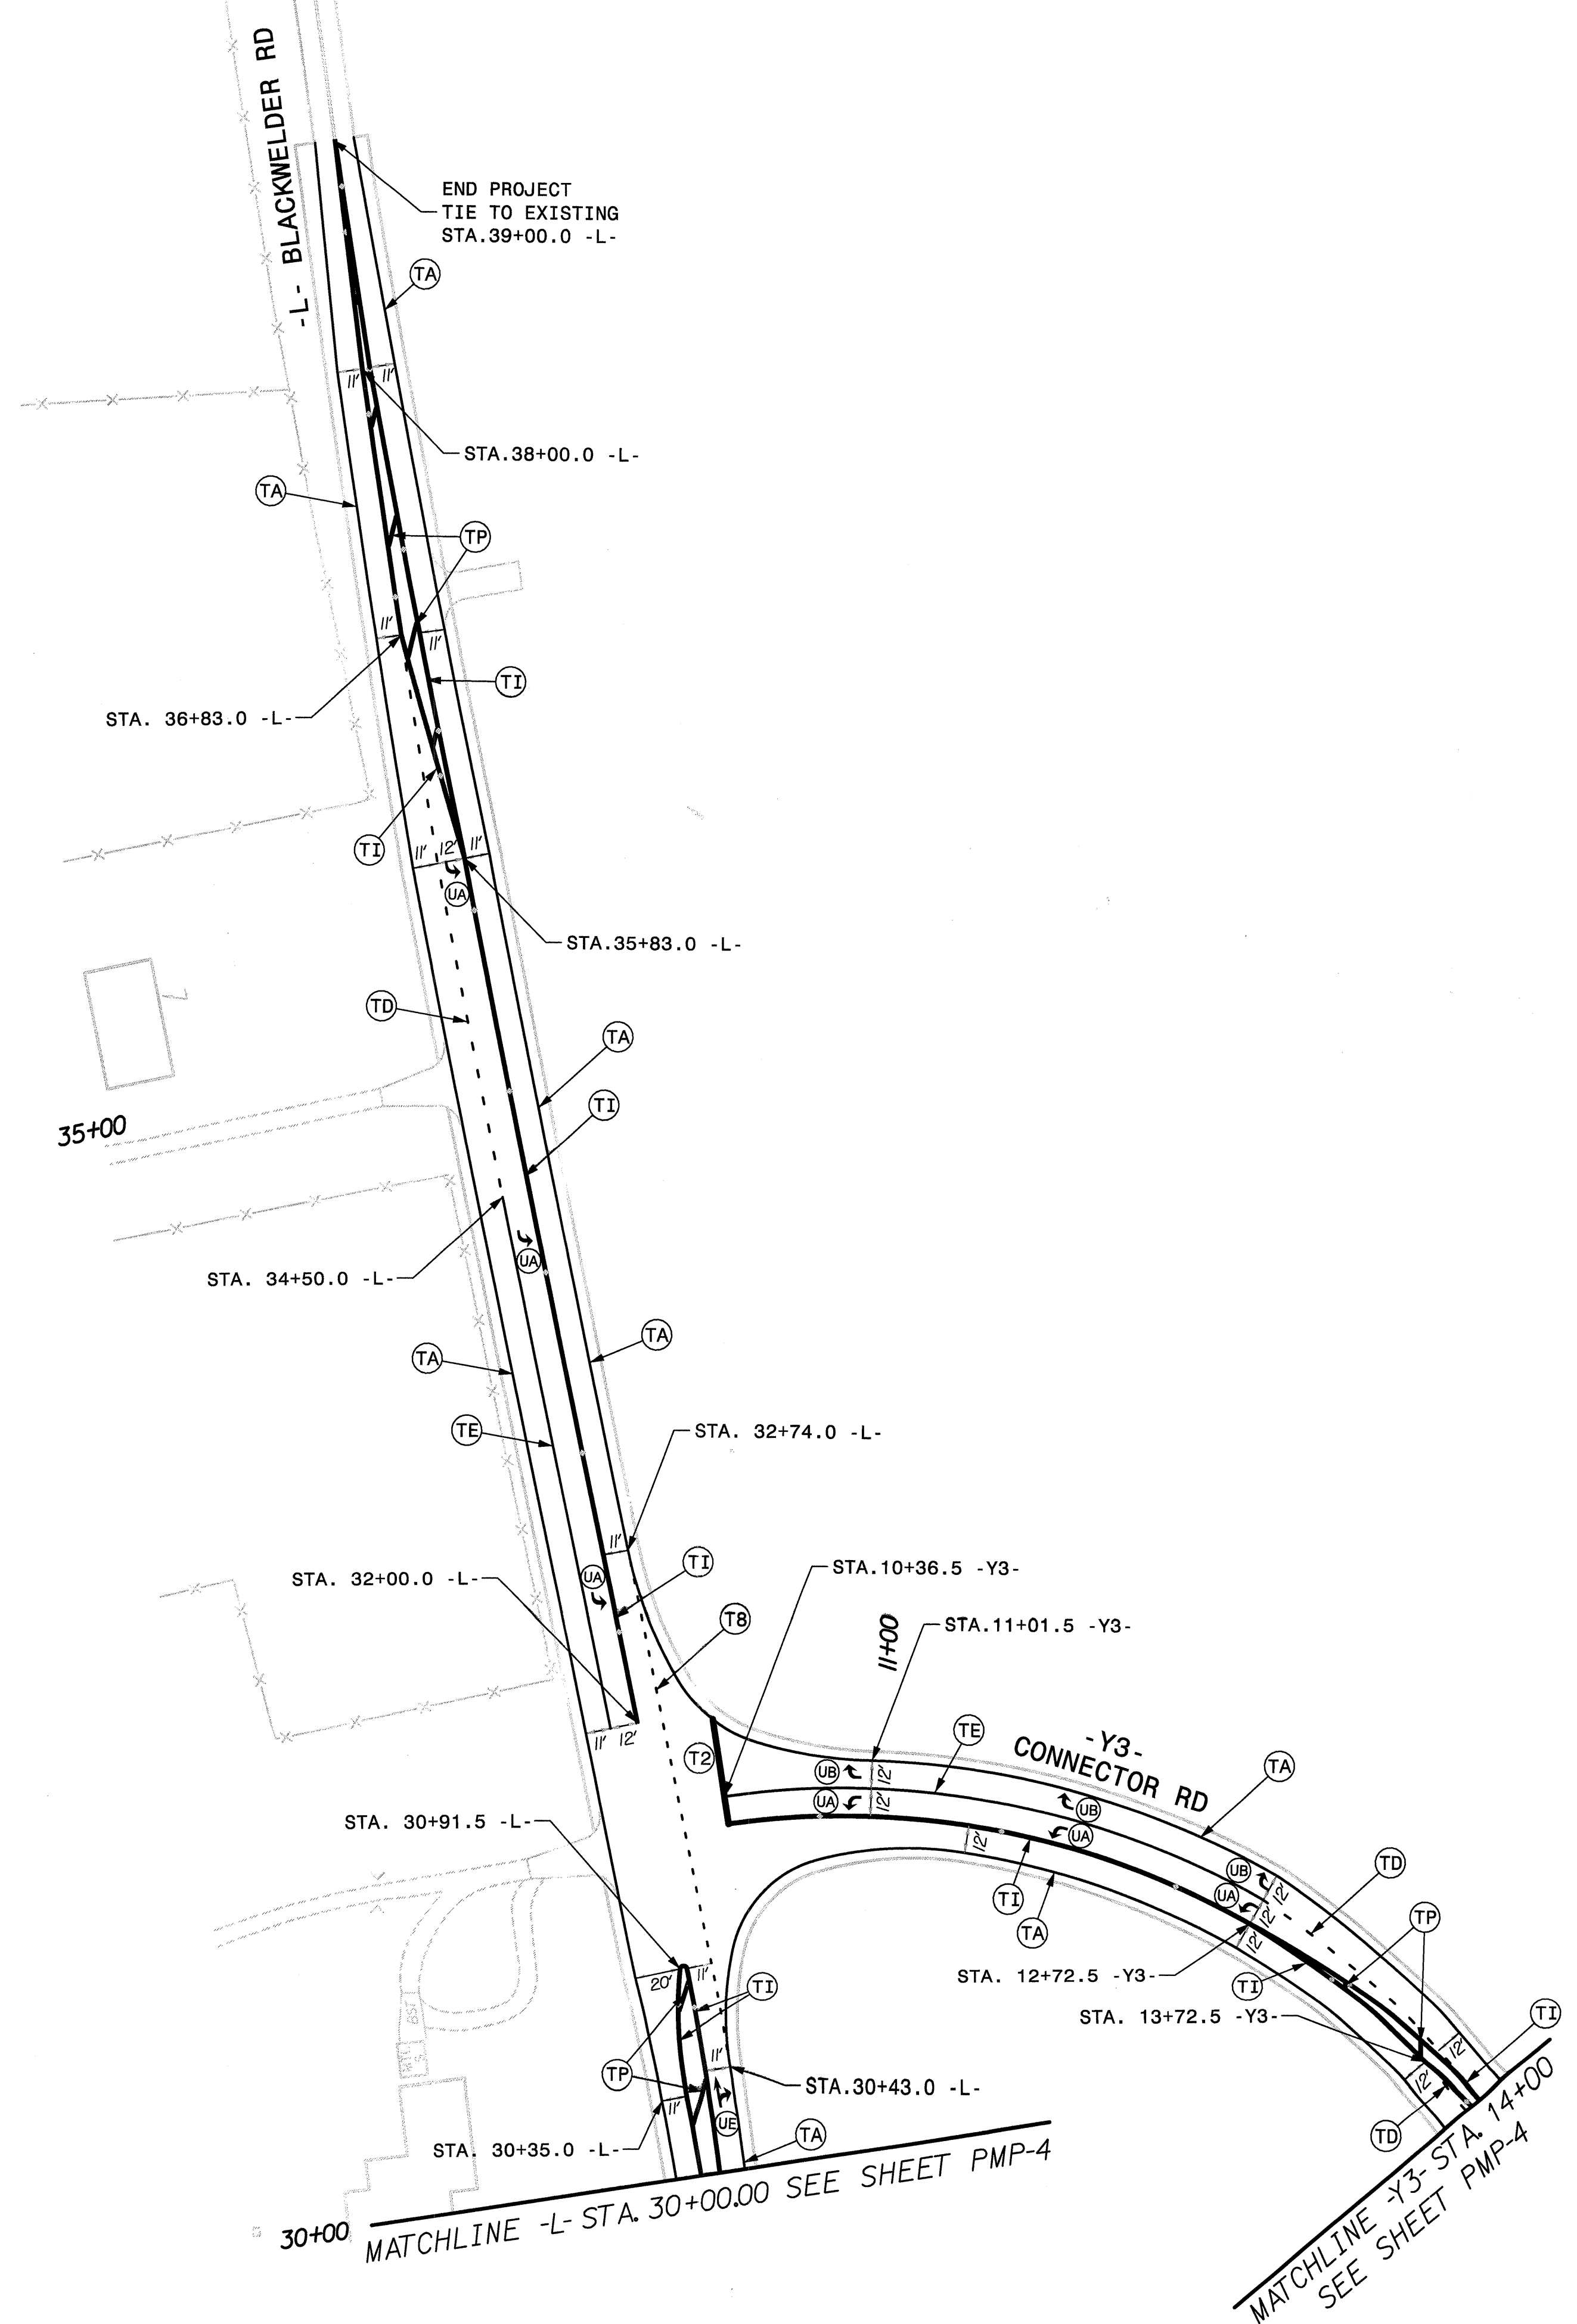 -L- BLACKWELDER RD
END PROJECT
TIE TO EXISTING
STA.39+00.0 -L-
TA
11' 11'
STA.38+00.0 -L-
TA
TP
11'
11'
TI
STA. 36+83.0 -L-
TI
11' 12' 11'
UA
STA.35+83.0 -L-
TD
TA
TI
35+00
UA
STA. 34+50.0 -L-
TA
TA
TE
STA. 32+74.0 -L-
11'
TI
STA.10+36.5 -Y3-
STA. 32+00.0 -L-
UA
T8
11+00
STA.11+01.5 -Y3-
11' 12'
T2
TE
-Y3-
CONNECTOR RD
TA
UB
12'
UA
12'
UB
UA
STA. 30+91.5 -L-
12'
TI
TA
UB
12'
UA
12'
12'
TD
TP
20' 11'
TI
STA. 12+72.5 -Y3-
TI
STA. 13+72.5 -Y3-
TI
12'
12'
TP
11'
STA.30+43.0 -L-
BST
11'
UE
TA
TD
STA. 30+35.0 -L-
30+00
MATCHLINE -L- STA. 30+00.00 SEE SHEET PMP-4
MATCHLINE -Y3- STA. 14+00
SEE SHEET PMP-4